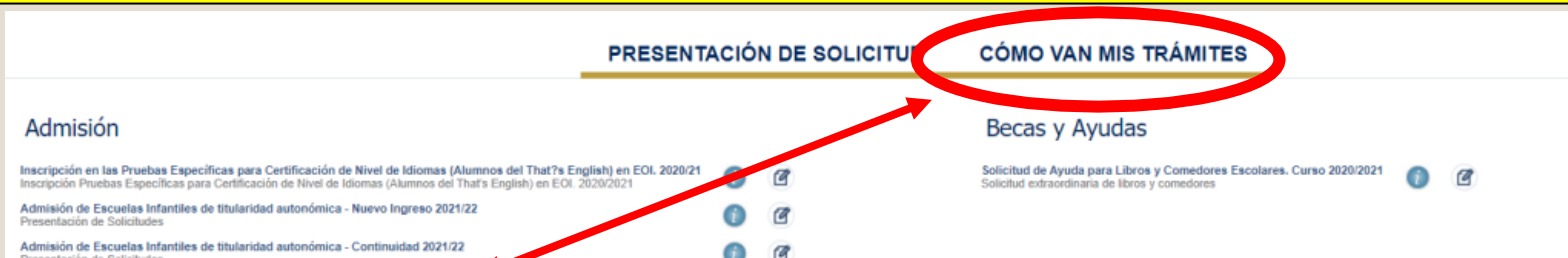 PRESENTACIÓN DE SOLICITU
CÓMO VAN MIS TRÁMITES
Admisión
Inscripción en las Pruebas Específicas para Certificación de Nivel de Idiomas (Alumnos del That?s English) en EOI. 2020/21
Inscripción Pruebas Específicas para Certificación de Nivel de Idiomas (Alumnos del That's English) en EOI. 2020/2021
Admisión de Escuelas Infantiles de titularidad autonómica - Nuevo Ingreso 2021/22
Presentación de Solicitudes
Admisión de Escuelas Infantiles de titularidad autonómica - Continuidad 2021/22
Presentación de Solicitudes
Becas y Ayudas
Solicitud de Ayuda para Libros y Comedores Escolares. Curso 2020/2021
Solicitud extraordinaria de libros y comedores